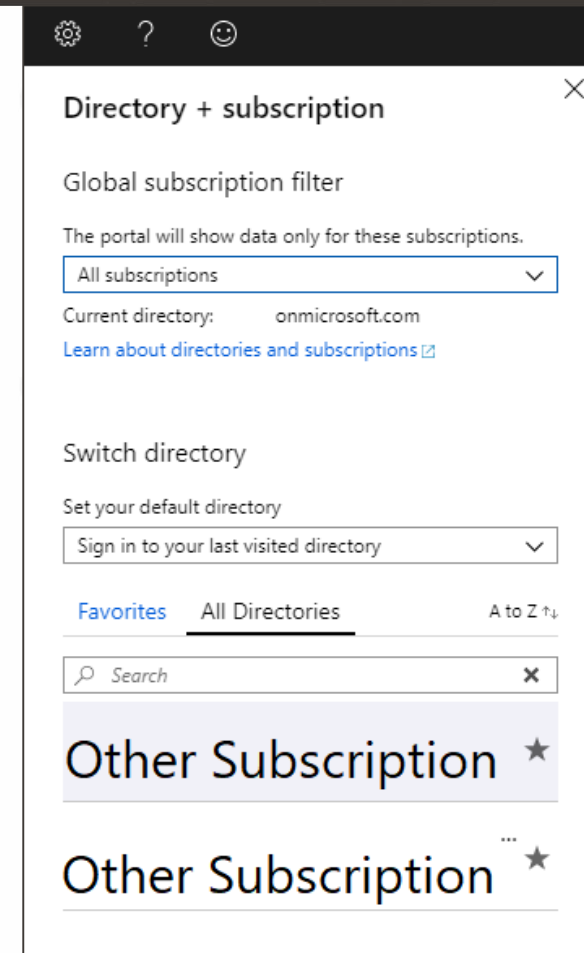 Directory + subscription
Global subscription filter
The portal will show data only for these subscriptions.
All subscriptions
Current directory: onmicrosoft.com
Learn about directories and subscriptions
Switch directory
Set your default directory
Sign in to your last visited directory
Favorites All Directories A to Z ↑↓
Search
Other Subscription
...
Other Subscription